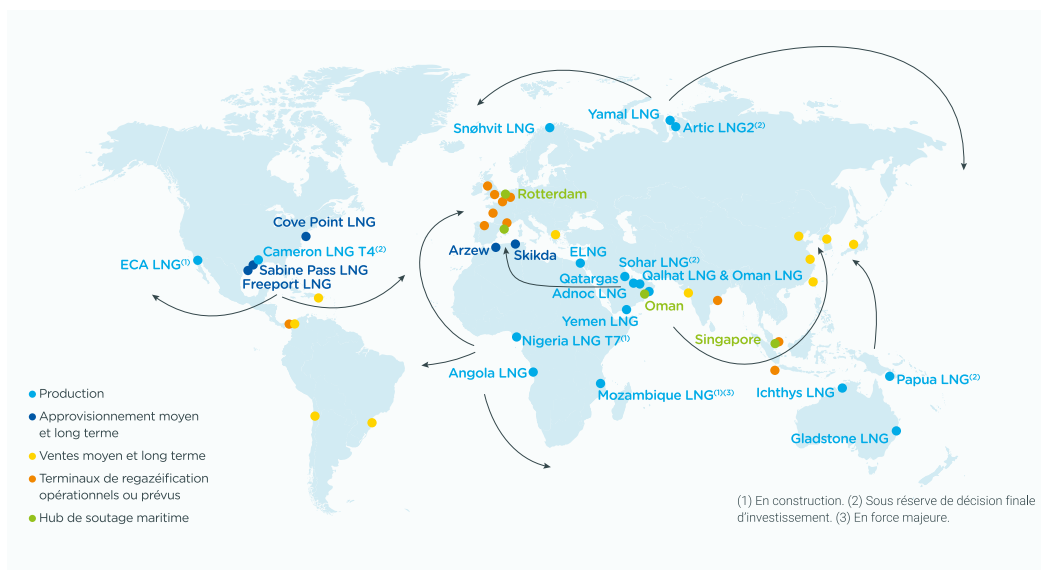 Yamal LNG
Snøhvit LNG
Artic LNG2(2)
Rotterdam
Cove Point LNG
Cameron LNG T4(2)
ECA LNG(1)
Sabine Pass LNG
Freeport LNG
Arzew
Skikda
ELNG
Sohar LNG(2)
Qatargas
Qalhat LNG & Oman LNG
Adnoc LNG
Oman
Yemen LNG
Nigeria LNG T7(1)
Singapore
Angola LNG
Mozambique LNG(1)(3)
Papua LNG(2)
Ichthys LNG
Gladstone LNG
Production
Approvisionnement moyen
et long terme
Ventes moyen et long terme
Terminaux de regazéification
opérationnels ou prévus
Hub de soutage maritime
(1) En construction. (2) Sous réserve de décision finale
d’investissement. (3) En force majeure.